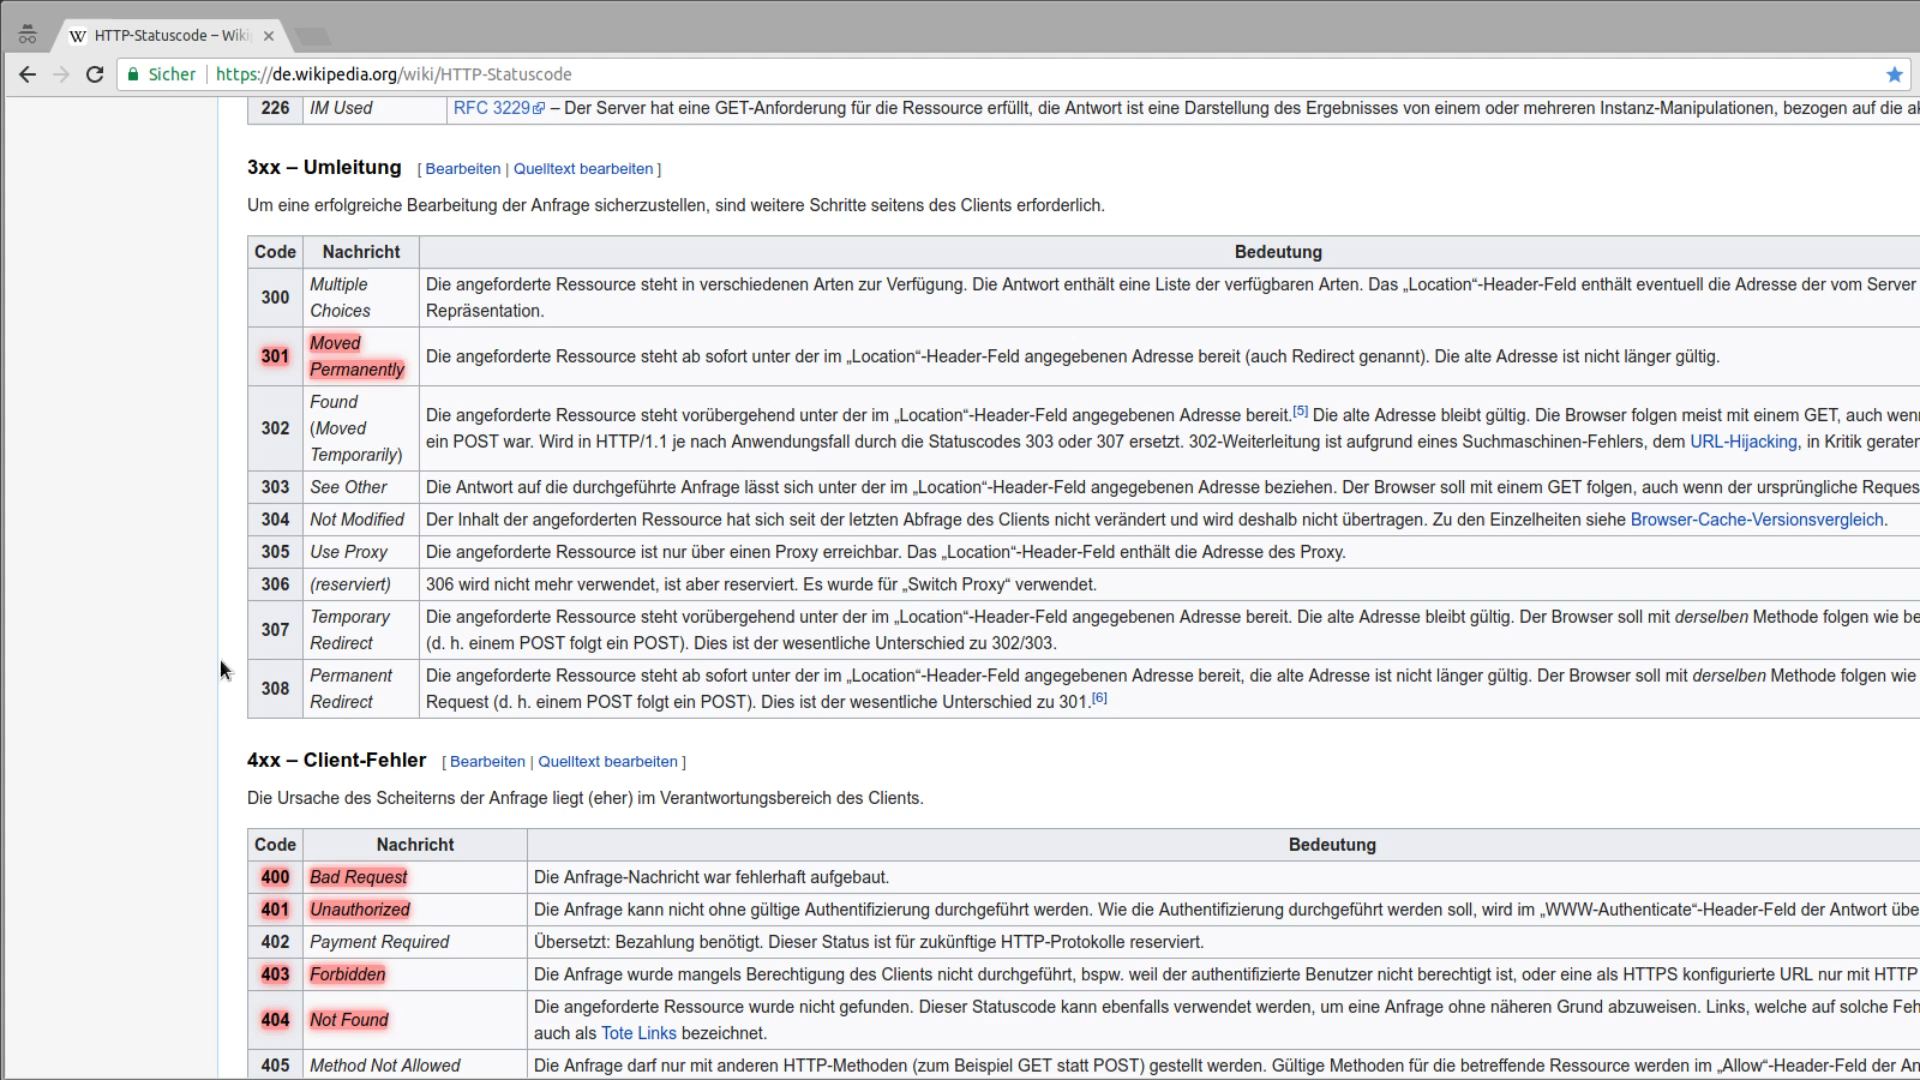 HTTP-Statuscode – Wiki
Sicher
https://de.wikipedia.org/wiki/HTTP-Statuscode
226 IM Used RFC 3229 – Der Server hat eine GET-Anforderung für die Ressource erfüllt, die Antwort ist eine Darstellung des Ergebnisses von einem oder mehreren Instanz-Manipulationen, bezogen auf die
3xx – Umleitung [ Bearbeiten | Quelltext bearbeiten ]
Um eine erfolgreiche Bearbeitung der Anfrage sicherzustellen, sind weitere Schritte seitens des Clients erforderlich.
Code Nachricht Bedeutung
300
Multiple
Choices
Die angeforderte Ressource steht in verschiedenen Arten zur Verfügung. Die Antwort enthält eine Liste der verfügbaren Arten. Das „Location“-Header-Feld enthält eventuell die Adresse der vom Server
Repräsentation.
301
Moved
Permanently
Die angeforderte Ressource steht ab sofort unter der im „Location“-Header-Feld angegebenen Adresse bereit (auch Redirect genannt). Die alte Adresse ist nicht länger gültig.
302
Found
(Moved
Temporarily)
Die angeforderte Ressource steht vorübergehend unter der im „Location“-Header-Feld angegebenen Adresse bereit.[5] Die alte Adresse bleibt gültig. Die Browser folgen meist mit einem GET, auch wenn
ein POST war. Wird in HTTP/1.1 je nach Anwendungsfall durch die Statuscodes 303 oder 307 ersetzt. 302-Weiterleitung ist aufgrund eines Suchmaschinen-Fehlers, dem URL-Hijacking, in Kritik geraten
303 See Other Die Antwort auf die durchgeführte Anfrage lässt sich unter der im „Location“-Header-Feld angegebenen Adresse beziehen. Der Browser soll mit einem GET folgen, auch wenn der ursprüngliche Reques
304 Not Modified Der Inhalt der angeforderten Ressource hat sich seit der letzten Abfrage des Clients nicht verändert und wird deshalb nicht übertragen. Zu den Einzelheiten siehe Browser-Cache-Versionsvergleich.
305 Use Proxy Die angeforderte Ressource ist nur über einen Proxy erreichbar. Das „Location“-Header-Feld enthält die Adresse des Proxy.
306 (reserviert) 306 wird nicht mehr verwendet, ist aber reserviert. Es wurde für „Switch Proxy“ verwendet.
307
Temporary
Redirect
Die angeforderte Ressource steht vorübergehend unter der im „Location“-Header-Feld angegebenen Adresse bereit. Die alte Adresse bleibt gültig. Der Browser soll mit derselben Methode folgen wie be
(d. h. einem POST folgt ein POST). Dies ist der wesentliche Unterschied zu 302/303.
308
Permanent
Redirect
Die angeforderte Ressource steht ab sofort unter der im „Location“-Header-Feld angegebenen Adresse bereit, die alte Adresse ist nicht länger gültig. Der Browser soll mit derselben Methode folgen wie
Request (d. h. einem POST folgt ein POST). Dies ist der wesentliche Unterschied zu 301.[6]
4xx – Client-Fehler [ Bearbeiten | Quelltext bearbeiten ]
Die Ursache des Scheiterns der Anfrage liegt (eher) im Verantwortungsbereich des Clients.
Code Nachricht Bedeutung
400 Bad Request Die Anfrage-Nachricht war fehlerhaft aufgebaut.
401 Unauthorized Die Anfrage kann nicht ohne gültige Authentifizierung durchgeführt werden. Wie die Authentifizierung durchgeführt werden soll, wird im „WWW-Authenticate“-Header-Feld der Antwort übe
402 Payment Required Übersetzt: Bezahlung benötigt. Dieser Status ist für zukünftige HTTP-Protokolle reserviert.
403 Forbidden Die Anfrage wurde mangels Berechtigung des Clients nicht durchgeführt, bspw. weil der authentifizierte Benutzer nicht berechtigt ist, oder eine als HTTPS konfigurierte URL nur mit HTTP
404
Not Found
Die angeforderte Ressource wurde nicht gefunden. Dieser Statuscode kann ebenfalls verwendet werden, um eine Anfrage ohne näheren Grund abzuweisen. Links, welche auf solche Feh
auch als Tote Links bezeichnet.
405 Method Not Allowed Die Anfrage darf nur mit anderen HTTP-Methoden (zum Beispiel GET statt POST) gestellt werden. Gültige Methoden für die betreffende Ressource werden im „Allow“-Header-Feld der An